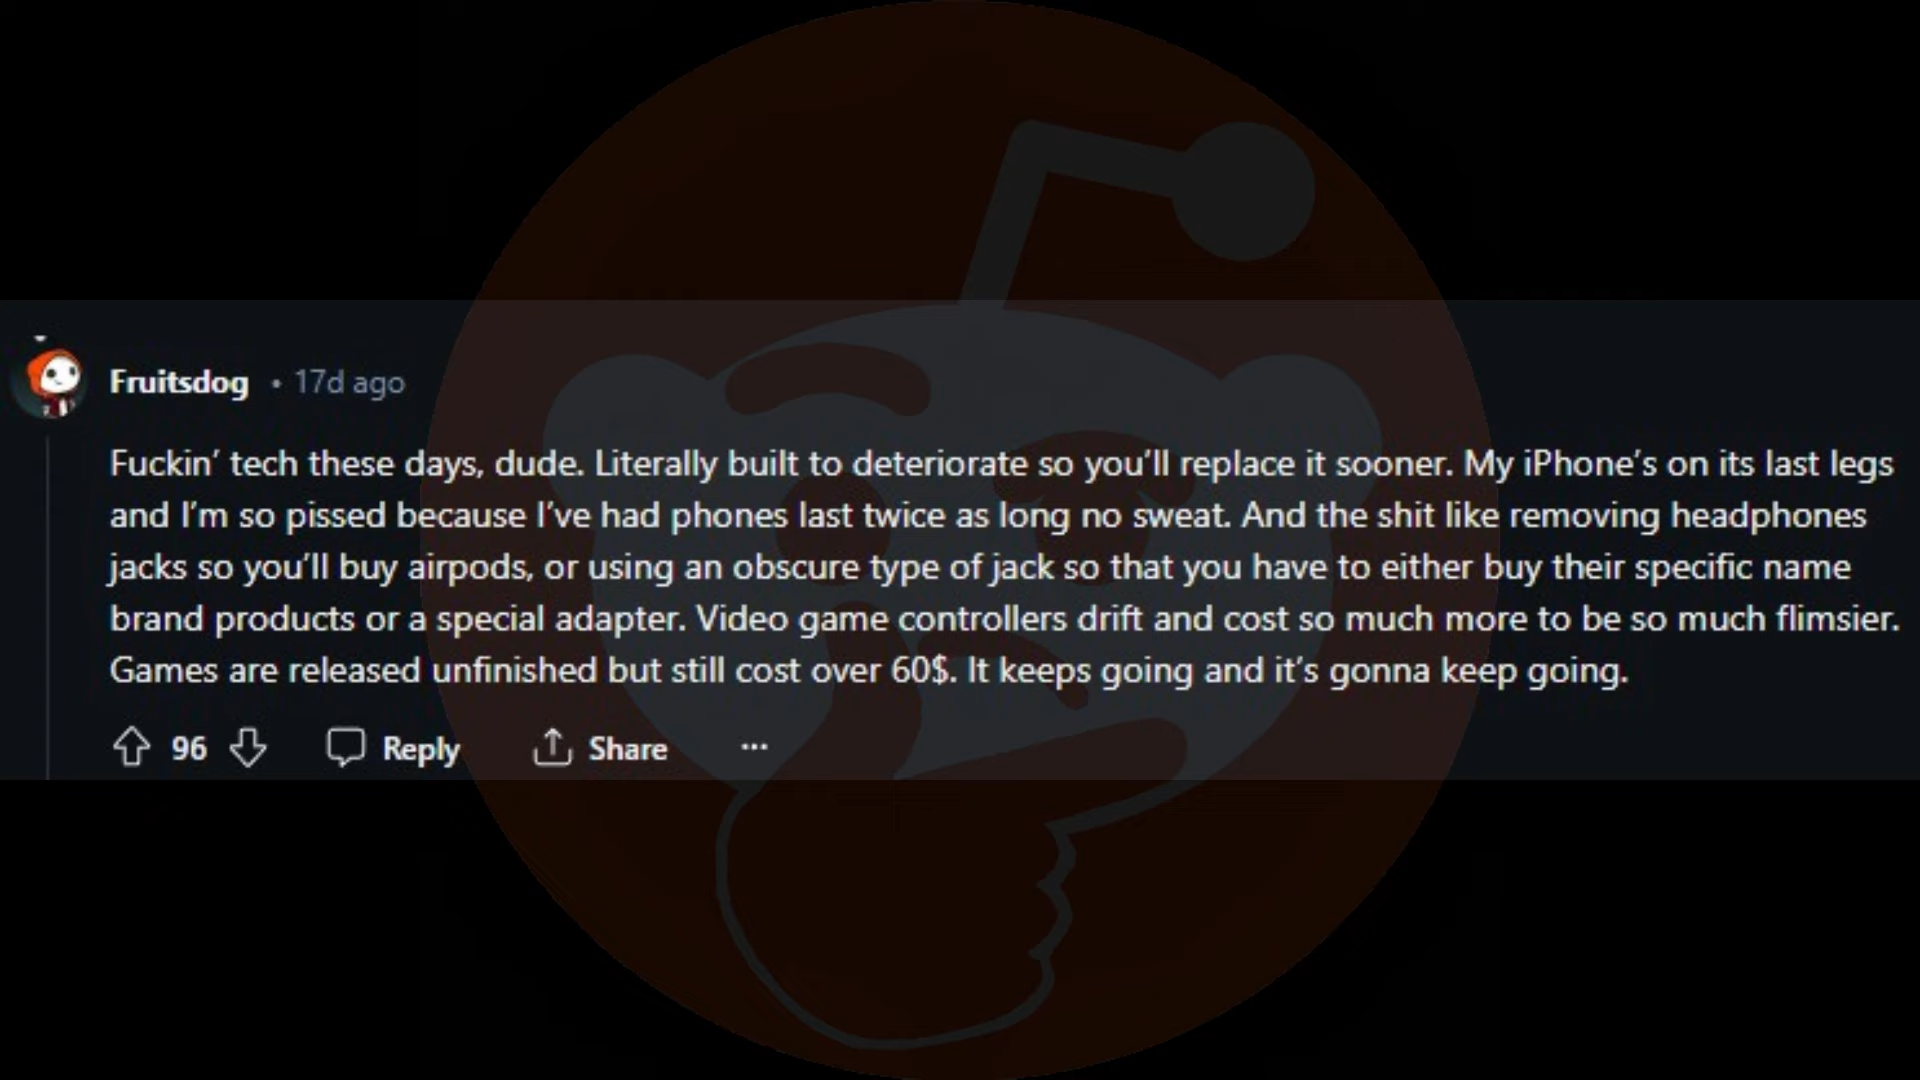 Fruitsdog • 17d ago
Fuckin’ tech these days, dude. Literally built to deteriorate so you’ll replace it sooner. My iPhone’s on its last legs
and I’m so pissed because I’ve had phones last twice as long no sweat. And the shit like removing headphones
jacks so you’ll buy airpods, or using an obscure type of jack so that you have to either buy their specific name
brand products or a special adapter. Video game controllers drift and cost so much more to be so much flimsier.
Games are released unfinished but still cost over 60$. It keeps going and it’s gonna keep going.
96 Reply Share ···